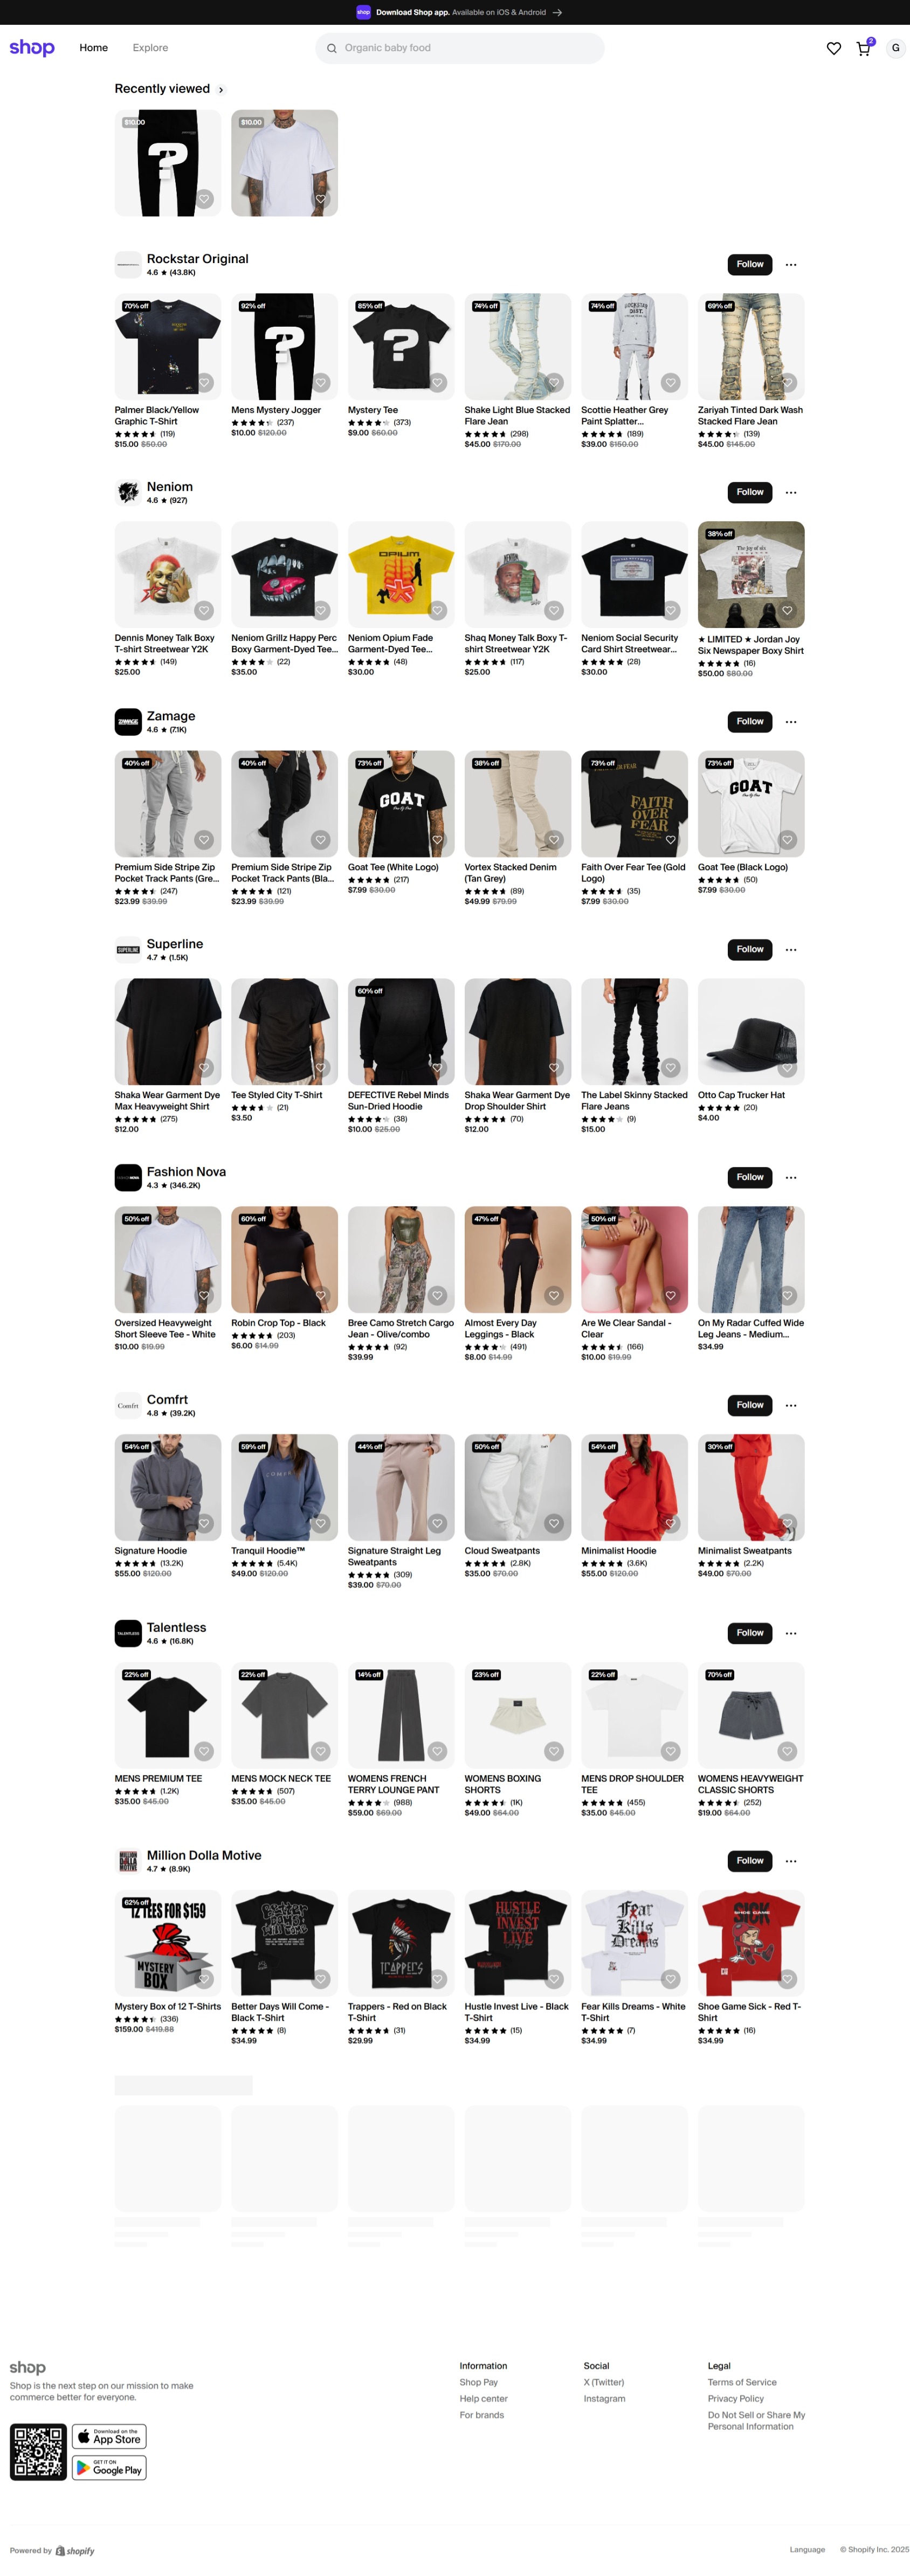 shop Download Shop app. Available on iOS & Android →
shop Home Explore Organic baby food 2 G
Recently viewed
$10.00 $10.00
Rockstar Original
4.6 ★ (43.8K)
Follow
70% off 92% off 85% off 74% off 74% off 69% off
Palmer Black/Yellow Graphic T-Shirt
(119)
$15.00 $50.00
Mens Mystery Jogger
(237)
$10.00 $120.00
Mystery Tee
(373)
$9.00 $60.00
Shake Light Blue Stacked Flare Jean
(298)
$45.00 $170.00
Scottie Heather Grey Paint Splatter...
(189)
$39.00 $150.00
Zariyah Tinted Dark Wash Stacked Flare Jean
(139)
$45.00 $145.00
Neniom
4.6 ★ (927)
Follow
OPIUM
38% off
The Joy of six
Dennis Money Talk Boxy T-shirt Streetwear Y2K
(149)
$25.00
Neniom Grillz Happy Perc Boxy Garment-Dyed Tee...
(22)
$35.00
Neniom Opium Fade Garment-Dyed Tee...
(48)
$30.00
Shaq Money Talk Boxy T-shirt Streetwear Y2K
(117)
$25.00
Neniom Social Security Card Shirt Streetwear...
(28)
$30.00
★ LIMITED ★ Jordan Joy Six Newspaper Boxy Shirt
(16)
$50.00 $80.00
Zamage
4.6 ★ (7.1K)
Follow
40% off 40% off 73% off 38% off 73% off 73% off
GOAT
FAITH OVER FEAR
GOAT
Premium Side Stripe Zip Pocket Track Pants (Gre...
(247)
$23.99 $39.99
Premium Side Stripe Zip Pocket Track Pants (Bla...
(121)
$23.99 $39.99
Goat Tee (White Logo)
(217)
$7.99 $30.00
Vortex Stacked Denim (Tan Grey)
(89)
$49.99 $79.99
Faith Over Fear Tee (Gold Logo)
(35)
$7.99 $30.00
Goat Tee (Black Logo)
(50)
$7.99 $30.00
SUPERLINE
Superline
4.7 ★ (1.5K)
Follow
60% off
Shaka Wear Garment Dye Max Heavyweight Shirt
(275)
$12.00
Tee Styled City T-Shirt
(21)
$3.50
DEFECTIVE Rebel Minds Sun-Dried Hoodie
(38)
$10.00 $25.00
Shaka Wear Garment Dye Drop Shoulder Shirt
(70)
$12.00
The Label Skinny Stacked Flare Jeans
(9)
$15.00
Otto Cap Trucker Hat
(20)
$4.00
Fashion Nova
4.3 ★ (346.2K)
Follow
50% off 60% off 47% off 50% off
Oversized Heavyweight Short Sleeve Tee - White
$10.00 $19.99
Robin Crop Top - Black
(203)
$6.00 $14.99
Bree Camo Stretch Cargo Jean - Olive/combo
(92)
$39.99
Almost Every Day Leggings - Black
(491)
$8.00 $14.99
Are We Clear Sandal - Clear
(166)
$10.00 $19.99
On My Radar Cuffed Wide Leg Jeans - Medium...
$34.99
Comfrt
Comfrt
4.8 ★ (39.2K)
Follow
54% off 59% off 44% off 50% off 54% off 30% off
Signature Hoodie
(13.2K)
$55.00 $120.00
Tranquil Hoodie™
(5.4K)
$49.00 $120.00
Signature Straight Leg Sweatpants
(309)
$39.00 $70.00
Cloud Sweatpants
(2.8K)
$35.00 $70.00
Minimalist Hoodie
(3.6K)
$55.00 $120.00
Minimalist Sweatpants
(2.2K)
$49.00 $70.00
TALENTLESS
Talentless
4.6 ★ (16.8K)
Follow
22% off 22% off 14% off 23% off 22% off 70% off
MENS PREMIUM TEE
(1.2K)
$35.00 $45.00
MENS MOCK NECK TEE
(507)
$35.00 $45.00
WOMENS FRENCH TERRY LOUNGE PANT
(988)
$59.00 $69.00
WOMENS BOXING SHORTS
(1K)
$49.00 $64.00
MENS DROP SHOULDER TEE
(455)
$35.00 $45.00
WOMENS HEAVYWEIGHT CLASSIC SHORTS
(252)
$19.00 $64.00
Million Dolla Motive
4.7 ★ (8.9K)
Follow
62% off
12 TEES FOR $159
MYSTERY BOX
Better Days Will Come
TRAPPERS
HUSTLE INVEST LIVE
Fear Kills Dreams
SICK
Mystery Box of 12 T-Shirts
(336)
$159.00 $419.88
Better Days Will Come - Black T-Shirt
(8)
$34.99
Trappers - Red on Black T-Shirt
(31)
$29.99
Hustle Invest Live - Black T-Shirt
(15)
$34.99
Fear Kills Dreams - White T-Shirt
(7)
$34.99
Shoe Game Sick - Red T-Shirt
(16)
$34.99
shop
Shop is the next step on our mission to make
commerce better for everyone.
Download on the App Store
GET IT ON Google Play
Information
Shop Pay
Help center
For brands
Social
X (Twitter)
Instagram
Legal
Terms of Service
Privacy Policy
Do Not Sell or Share My
Personal Information
Powered by shopify
Language © Shopify Inc. 2025